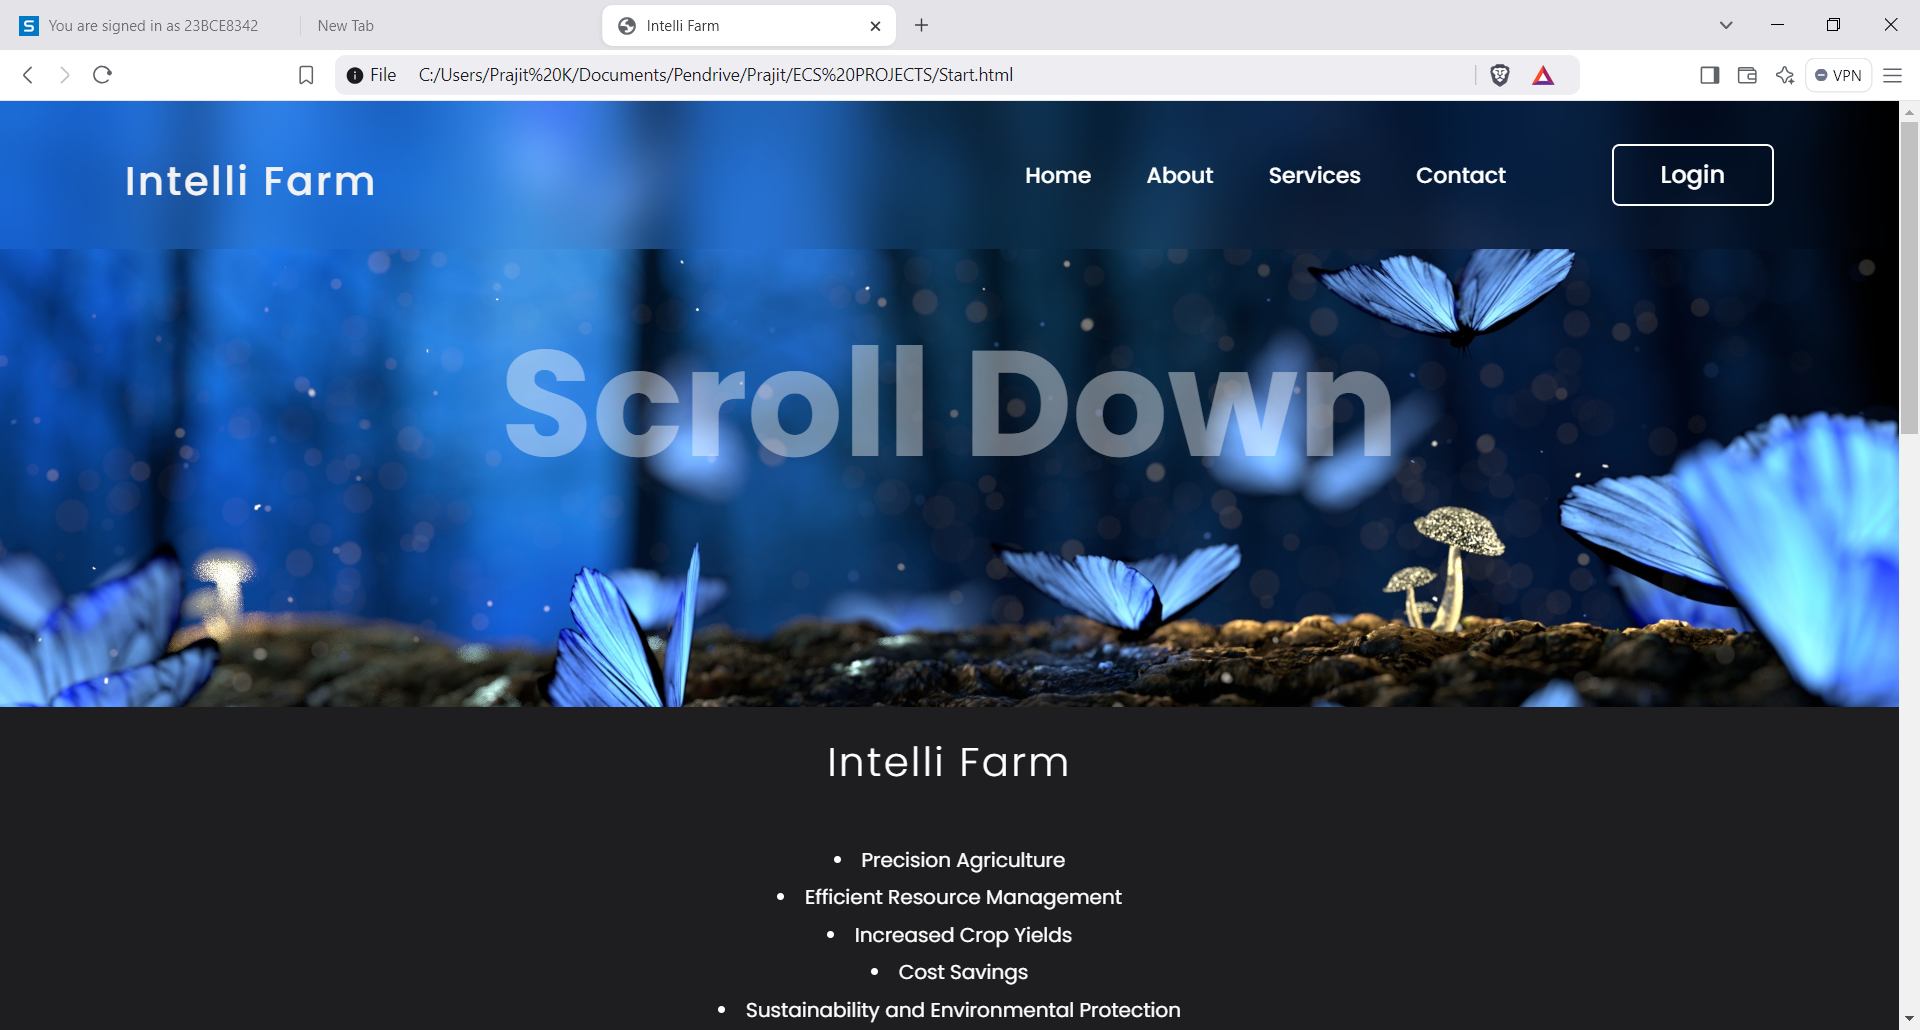 You are signed in as 23BCE8342
New Tab
Intelli Farm
File C:/Users/Prajit%20K/Documents/Pendrive/Prajit/ECS%20PROJECTS/Start.html
VPN
Intelli Farm
Home About Services Contact Login
Scroll Down
Intelli Farm
• Precision Agriculture
• Efficient Resource Management
• Increased Crop Yields
• Cost Savings
• Sustainability and Environmental Protection